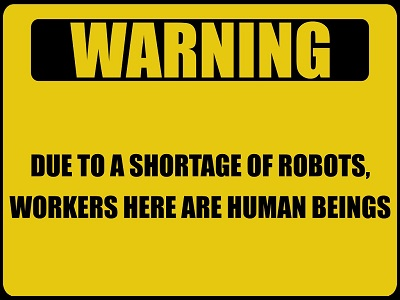 WARNING
DUE TO A SHORTAGE OF ROBOTS,
WORKERS HERE ARE HUMAN BEINGS